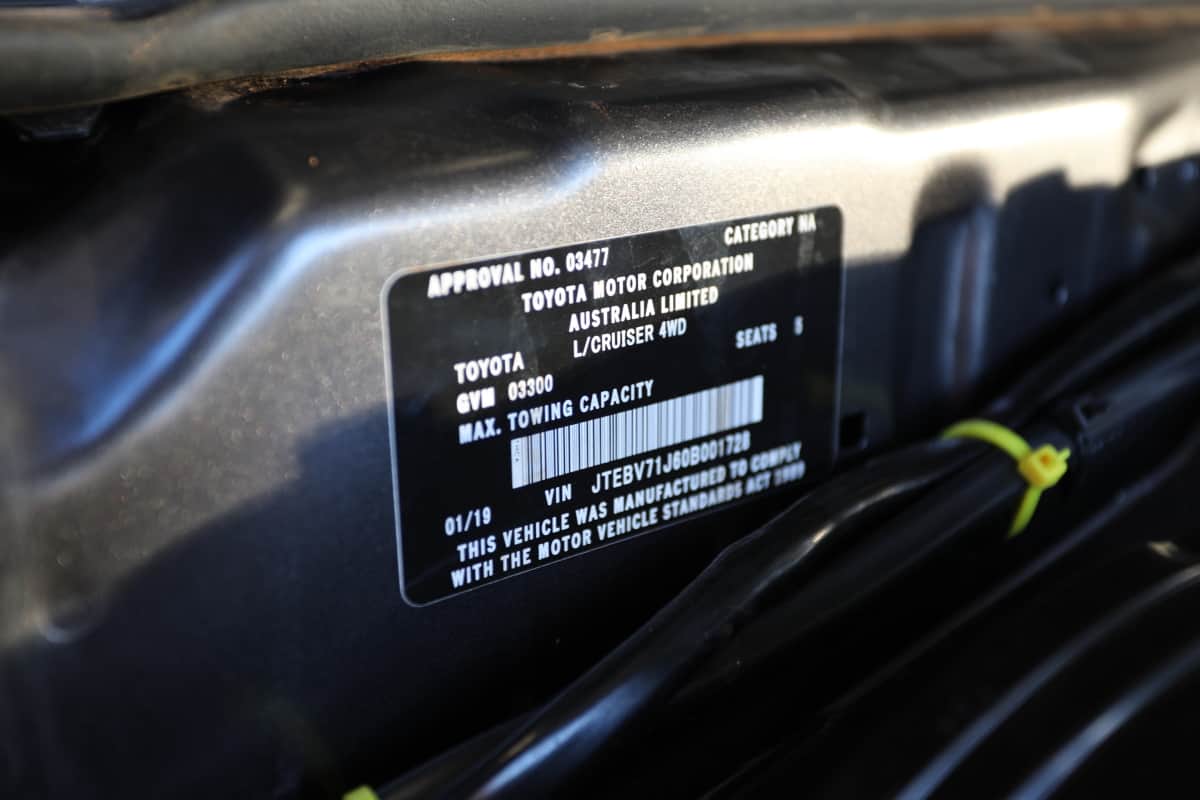 APPROVAL NO. 03477 CATEGORY NA
TOYOTA MOTOR CORPORATION
AUSTRALIA LIMITED
TOYOTA L/CRUISER 4WD
GVM 03300 SEATS 5
MAX. TOWING CAPACITY
VIN JTEBV71J60B001728
01/19
THIS VEHICLE WAS MANUFACTURED TO COMPLY
WITH THE MOTOR VEHICLE STANDARDS ACT 1989